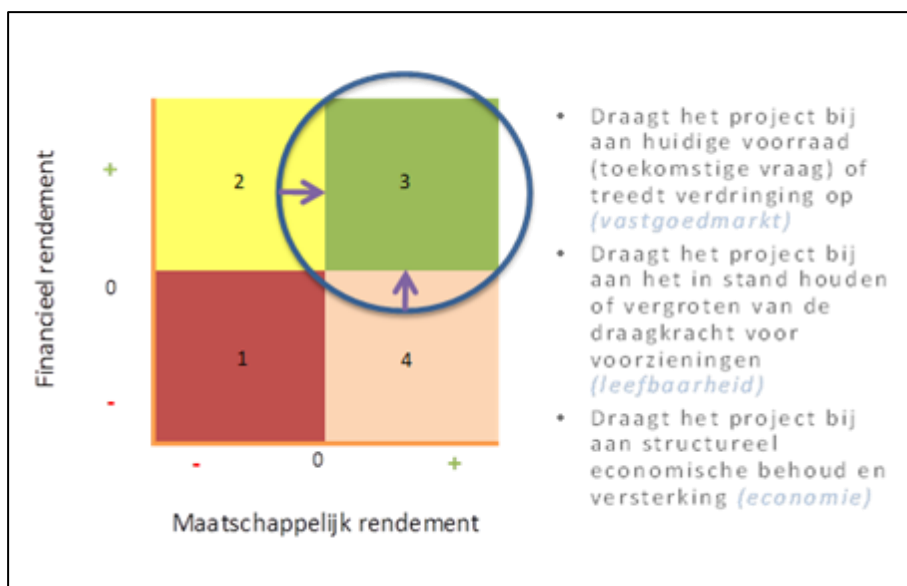 Financieel rendement
+
0
-
2
3
1
4
-
0
+
Maatschappelijk rendement
• Draagt het project bij
aan huidige voorraad
(toekomstige vraag) of
treedt verdringing op
(vastgoedmarkt)
• Draagt het project bij
aan het in stand houden
of vergroten van de
draagkracht voor
voorzieningen
(leefbaarheid)
• Draagt het project bij
aan structureel
economische behoud en
versterking (economie)